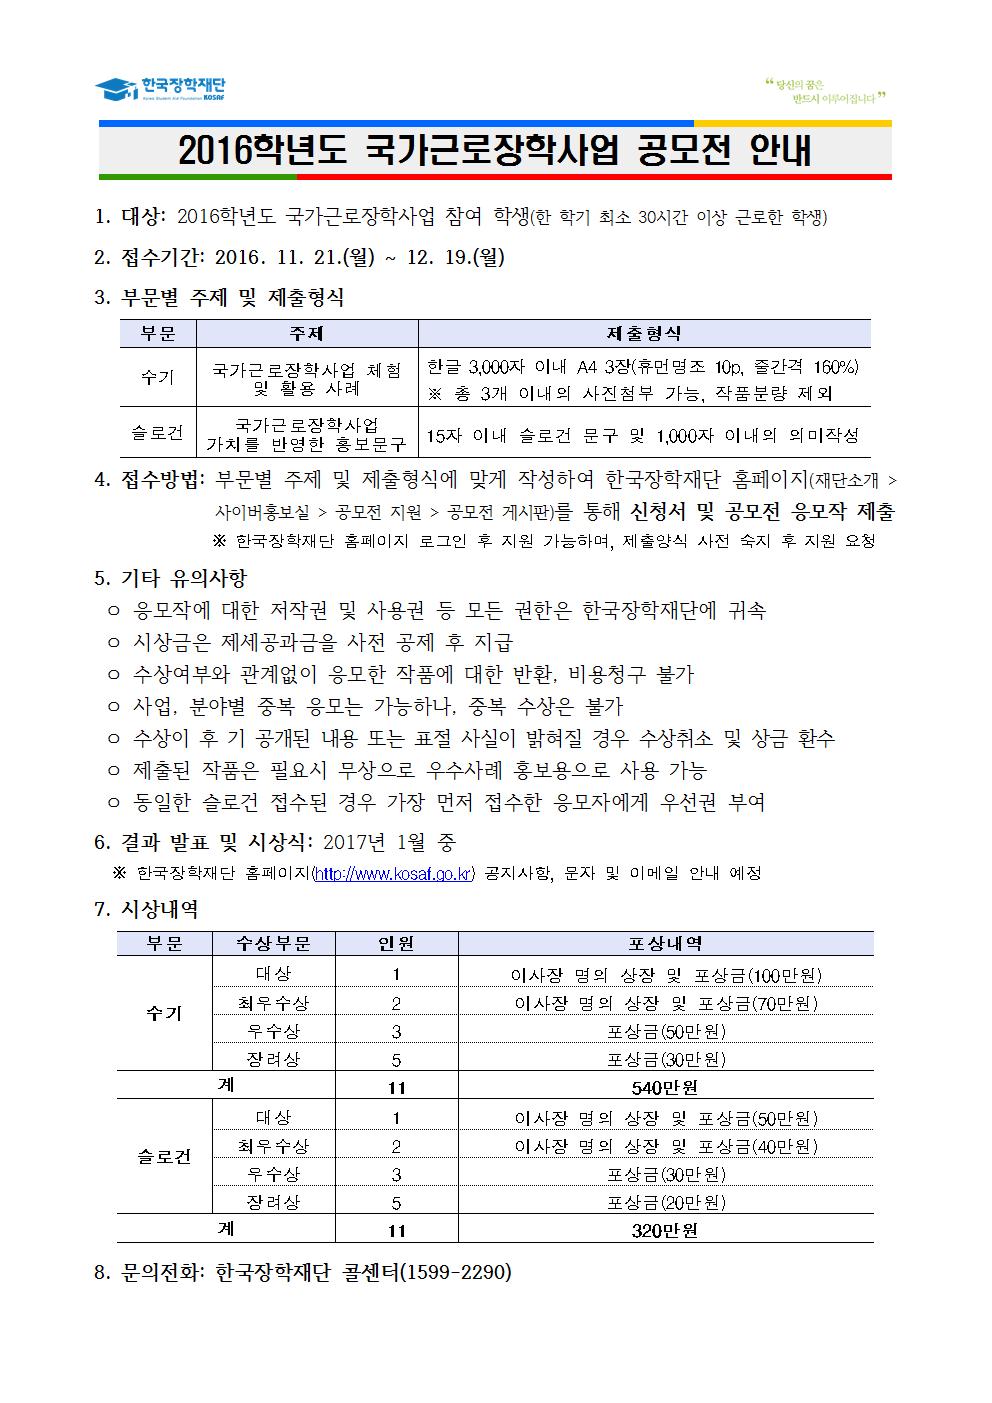 한국장학재단
Korea Student Aid Foundation KOSAF
“ 당신의 꿈은
반드시 이루어집니다 ”
2016학년도 국가근로장학사업 공모전 안내
1. 대상: 2016학년도 국가근로장학사업 참여 학생(한 학기 최소 30시간 이상 근로한 학생)
2. 접수기간: 2016. 11. 21.(월) ~ 12. 19.(월)
3. 부문별 주제 및 제출형식
부문 주제 제출형식
수기 국가근로장학사업 체험 및 활용 사례 한글 3,000자 이내 A4 3장(휴먼명조 10p, 줄간격 160%)
※ 총 3개 이내의 사진첨부 가능, 작품분량 제외
슬로건 국가근로장학사업 가치를 반영한 홍보문구 15자 이내 슬로건 문구 및 1,000자 이내의 의미작성
4. 접수방법: 부문별 주제 및 제출형식에 맞게 작성하여 한국장학재단 홈페이지(재단소개 >
사이버홍보실 > 공모전 지원 > 공모전 게시판)를 통해 신청서 및 공모전 응모작 제출
※ 한국장학재단 홈페이지 로그인 후 지원 가능하며, 제출양식 사전 숙지 후 지원 요청
5. 기타 유의사항
ㅇ 응모작에 대한 저작권 및 사용권 등 모든 권한은 한국장학재단에 귀속
ㅇ 시상금은 제세공과금을 사전 공제 후 지급
ㅇ 수상여부와 관계없이 응모한 작품에 대한 반환, 비용청구 불가
ㅇ 사업, 분야별 중복 응모는 가능하나, 중복 수상은 불가
ㅇ 수상이 후 기 공개된 내용 또는 표절 사실이 밝혀질 경우 수상취소 및 상금 환수
ㅇ 제출된 작품은 필요시 무상으로 우수사례 홍보용으로 사용 가능
ㅇ 동일한 슬로건 접수된 경우 가장 먼저 접수한 응모자에게 우선권 부여
6. 결과 발표 및 시상식: 2017년 1월 중
※ 한국장학재단 홈페이지(http://www.kosaf.go.kr) 공지사항, 문자 및 이메일 안내 예정
7. 시상내역
부문 수상부문 인원 포상내역
수기 대상 1 이사장 명의 상장 및 포상금(100만원)
최우수상 2 이사장 명의 상장 및 포상금(70만원)
우수상 3 포상금(50만원)
장려상 5 포상금(30만원)
계 11 540만원
슬로건 대상 1 이사장 명의 상장 및 포상금(50만원)
최우수상 2 이사장 명의 상장 및 포상금(40만원)
우수상 3 포상금(30만원)
장려상 5 포상금(20만원)
계 11 320만원
8. 문의전화: 한국장학재단 콜센터(1599-2290)